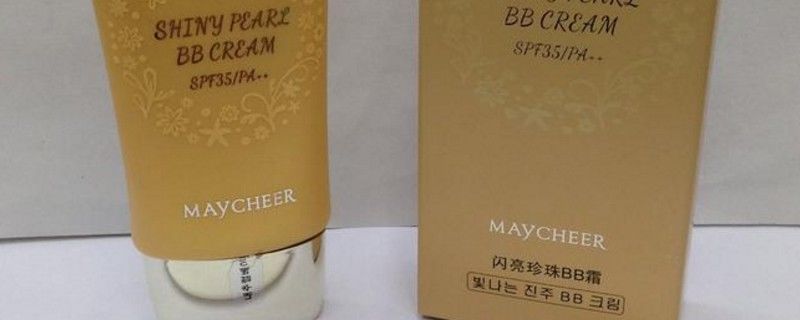 SHINY PEARL
BB CREAM
SPF35/PA++
MAYCHEER
PEARL
BB CREAM
SPF35/PA++
MAYCHEER
闪亮珍珠BB霜
빛나는 진주 BB 크림